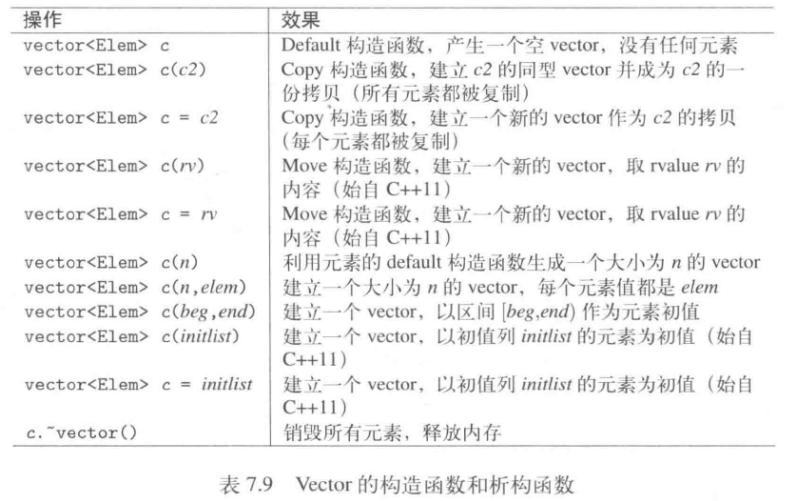 操作 效果
vector<Elem> c Default 构造函数，产生一个空 vector，没有任何元素
vector<Elem> c(c2) Copy 构造函数，建立 c2 的同型 vector 并成为 c2 的一
份拷贝（所有元素都被复制）
vector<Elem> c = c2 Copy 构造函数，建立一个新的 vector 作为 c2 的拷贝
(每个元素都被复制）
vector<Elem> c(rv) Move 构造函数，建立一个新的 vector，取 rvalue rv 的
内容（始自 C++11）
vector<Elem> c = rv Move 构造函数，建立一个新的 vector，取 rvalue rv 的
内容（始自 C++11）
vector<Elem> c(n) 利用元素的 default 构造函数生成一个大小为 n 的 vector
vector<Elem> c(n,elem) 建立一个大小为 n 的 vector，每个元素值都是 elem
vector<Elem> c(beg,end) 建立一个 vector，以区间 [beg,end) 作为元素初值
vector<Elem> c(initlist) 建立一个 vector，以初值列 initlist 的元素为初值（始自
C++11）
vector<Elem> c = initlist 建立一个 vector，以初值列 initlist 的元素为初值（始自
C++11）
c.~vector() 销毁所有元素，释放内存
表 7.9 Vector 的构造函数和析构函数